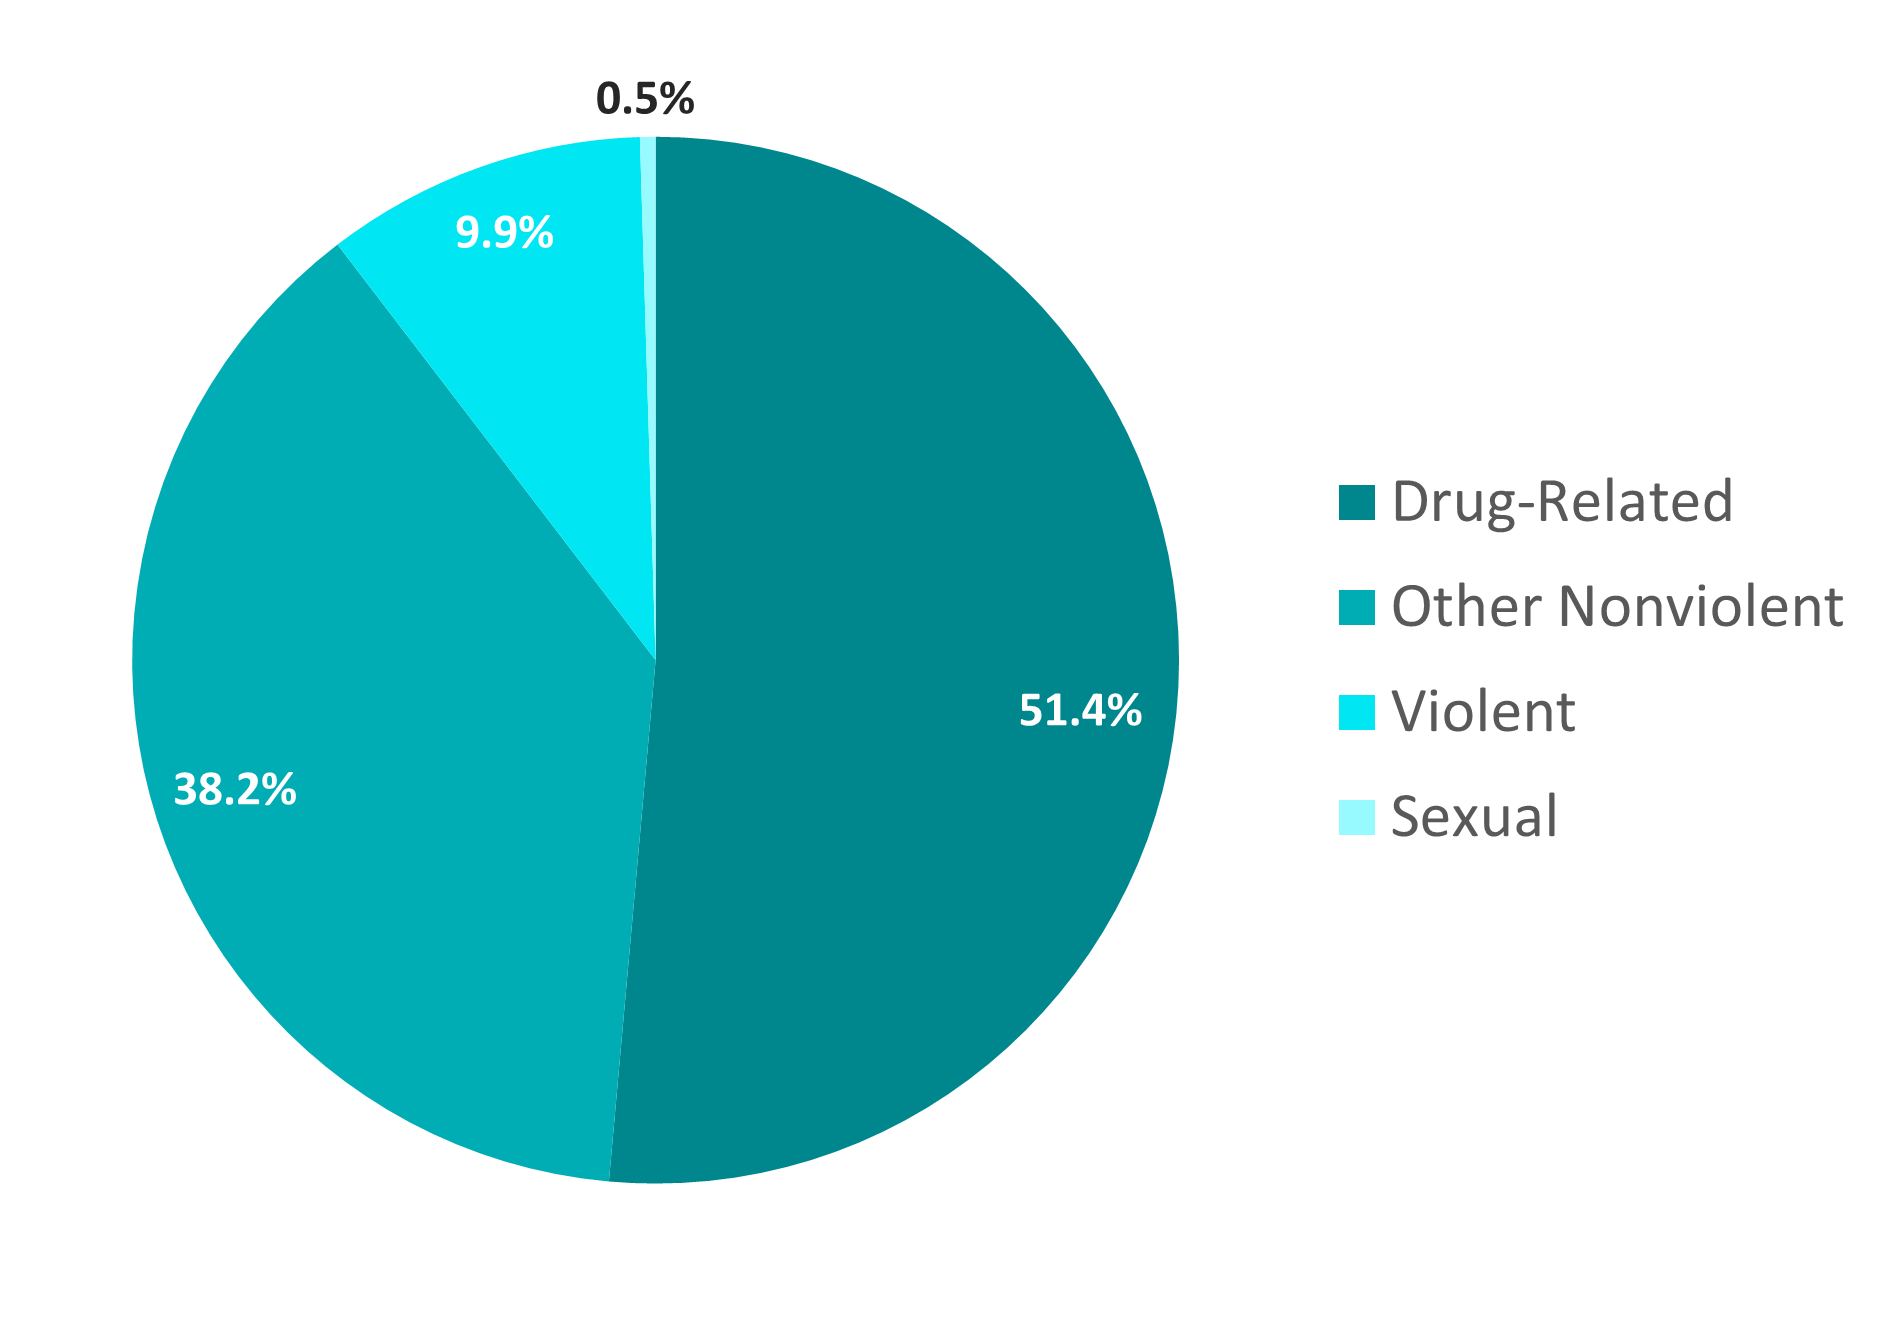 0.5%
9.9%
51.4%
38.2%
Drug-Related
Other Nonviolent
Violent
Sexual